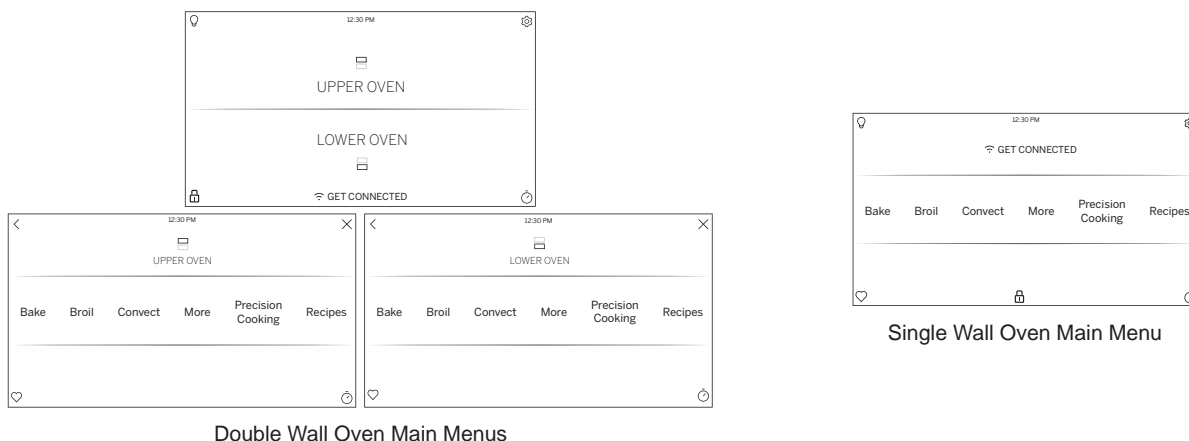 12:30 PM
UPPER OVEN
LOWER OVEN
GET CONNECTED
12:30 PM
UPPER OVEN
Bake Broil Convect More Precision Cooking Recipes
12:30 PM
LOWER OVEN
Bake Broil Convect More Precision Cooking Recipes
Double Wall Oven Main Menus
12:30 PM
GET CONNECTED
Bake Broil Convect More Precision Cooking Recipes
Single Wall Oven Main Menu